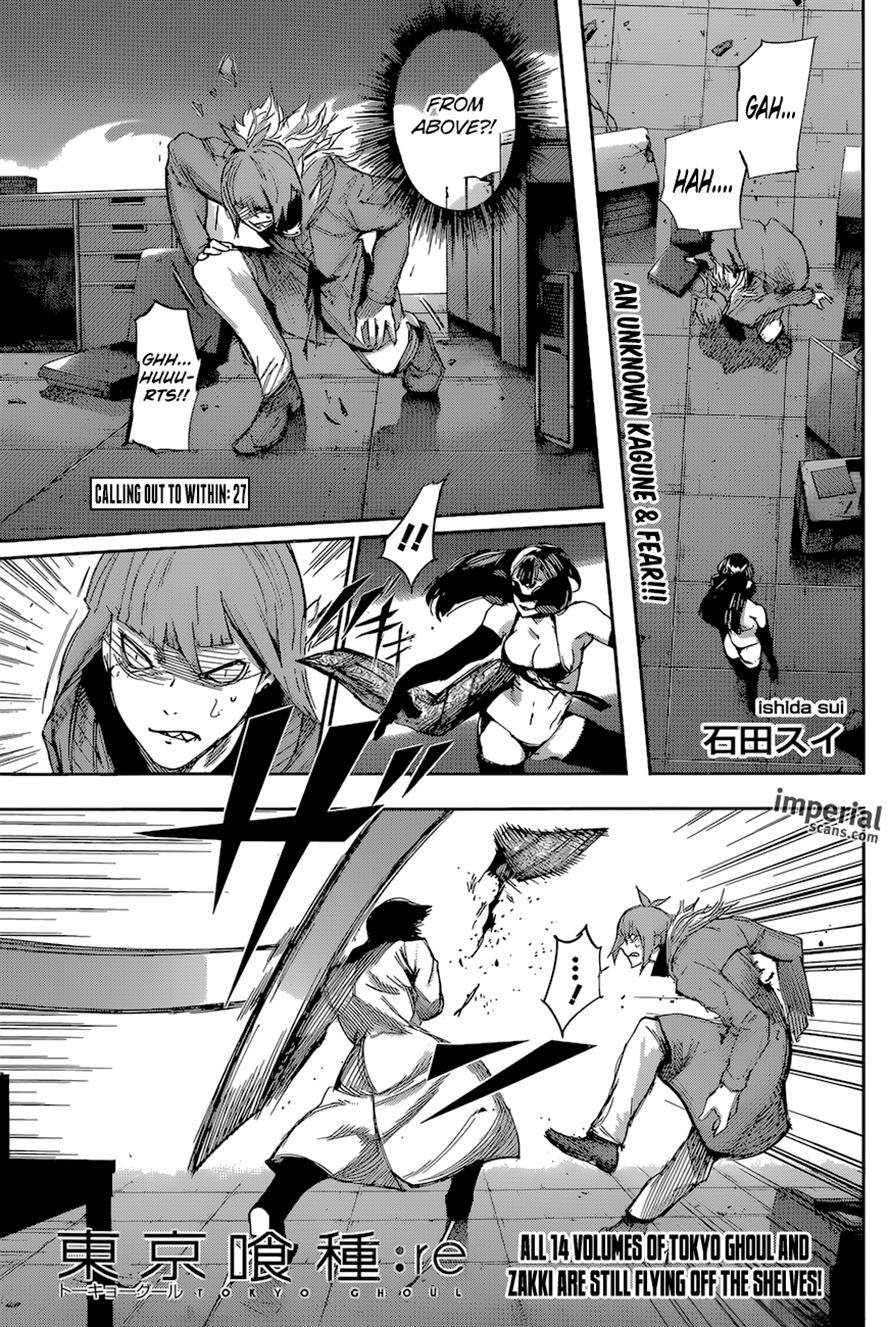 GAH...
HAH....
AN UNKNOWN KAGUNE & FEAR!!!
ishida sui
石田スイ
FROM
ABOVE?!
GHH...
HUUU-
RTS!!
CALLING OUT TO WITHIN: 27
!!
...!
imperial
scans.com
東京喰種:re
トーキョーグール TOKYO GHOUL
ALL 14 VOLUMES OF TOKYO GHOUL AND
ZAKKI ARE STILL FLYING OFF THE SHELVES!